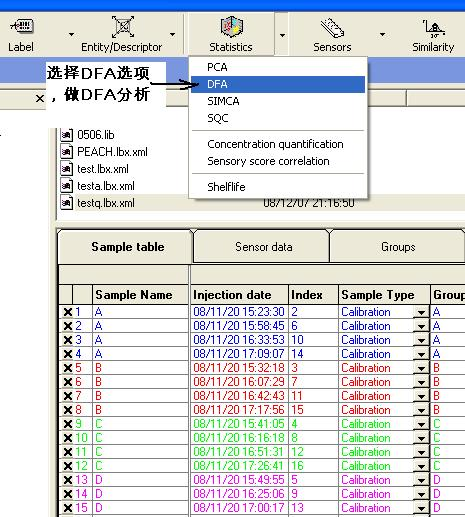 Label Entity/Descriptor Statistics Sensors Similarity
选择DFA选项
，做DFA分析
PCA
DFA
SIMCA
SQC
Concentration quantification
Sensory score correlation
Shelflife
0506.lib
PEACH.lbx.xml
test.lbx.xml
testa.lbx.xml
testq.lbx.xml 08/12/07 21:16:50
Sample table Sensor data Groups
Sample Name Injection date Index Sample Type Group
1 A 08/11/20 15:23:30 2 Calibration A
2 A 08/11/20 15:58:45 6 Calibration A
3 A 08/11/20 16:33:53 10 Calibration A
4 A 08/11/20 17:09:07 14 Calibration A
5 B 08/11/20 15:32:18 3 Calibration B
6 B 08/11/20 16:07:29 7 Calibration B
7 B 08/11/20 16:42:43 11 Calibration B
8 B 08/11/20 17:17:56 15 Calibration B
9 C 08/11/20 15:41:05 4 Calibration C
10 C 08/11/20 16:16:18 8 Calibration C
11 C 08/11/20 16:51:31 12 Calibration C
12 C 08/11/20 17:26:41 16 Calibration C
13 D 08/11/20 15:49:55 5 Calibration D
14 D 08/11/20 16:25:06 9 Calibration D
15 D 08/11/20 17:00:17 13 Calibration D